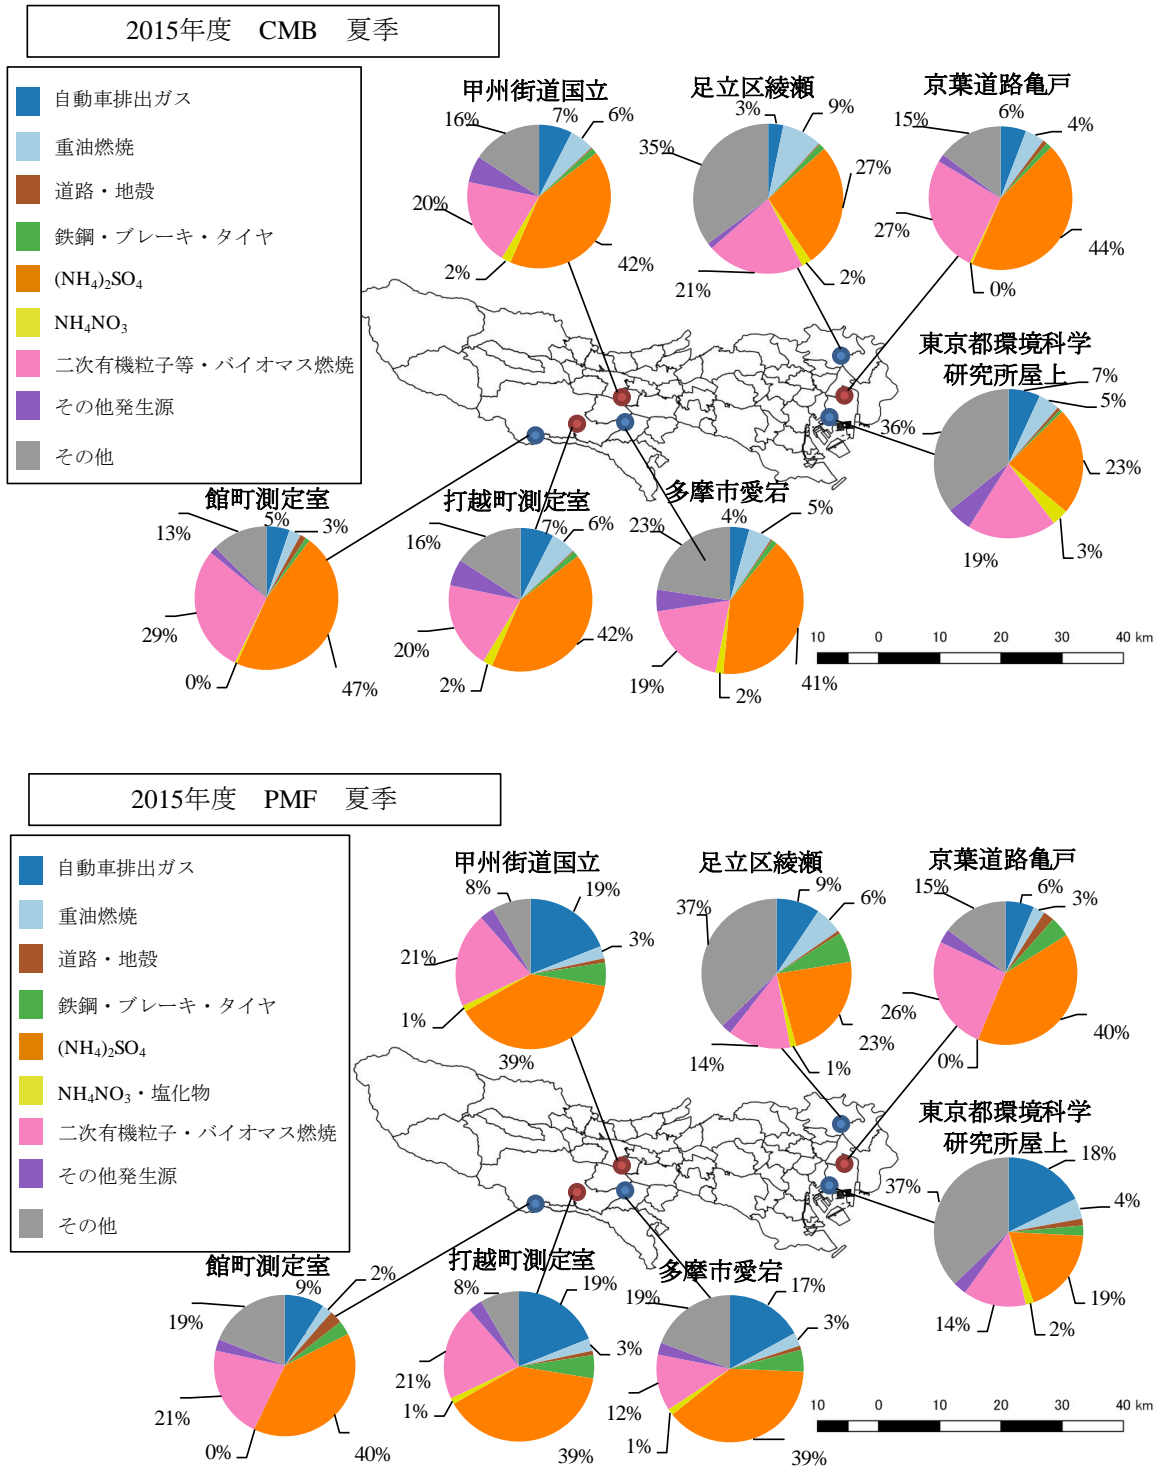 2015年度　CMB　夏季
自動車排出ガス
重油燃焼
道路・地殻
鉄鋼・ブレーキ・タイヤ
(NH₄)₂SO₄
NH₄NO₃
二次有機粒子等・バイオマス燃焼
その他発生源
その他
甲州街道国立
7%
6%
16%
20%
2%
42%
足立区綾瀬
3%
9%
35%
27%
21%
2%
京葉道路亀戸
6%
4%
15%
27%
44%
0%
東京都環境科学
研究所屋上
7%
5%
36%
23%
19%
3%
館町測定室
5%
3%
13%
29%
0%
47%
打越町測定室
7%
6%
16%
20%
2%
42%
多摩市愛宕
4%
5%
23%
19%
2%
41%
10 0 10 20 30 40 km
2015年度　PMF　夏季
自動車排出ガス
重油燃焼
道路・地殻
鉄鋼・ブレーキ・タイヤ
(NH₄)₂SO₄
NH₄NO₃・塩化物
二次有機粒子・バイオマス燃焼
その他発生源
その他
甲州街道国立
8%
19%
3%
21%
1%
39%
足立区綾瀬
9%
6%
37%
23%
14%
1%
京葉道路亀戸
6%
3%
15%
26%
40%
0%
東京都環境科学
研究所屋上
18%
4%
37%
19%
14%
2%
館町測定室
9%
2%
19%
21%
0%
40%
打越町測定室
8%
19%
3%
21%
1%
39%
多摩市愛宕
17%
3%
19%
12%
1%
39%
10 0 10 20 30 40 km